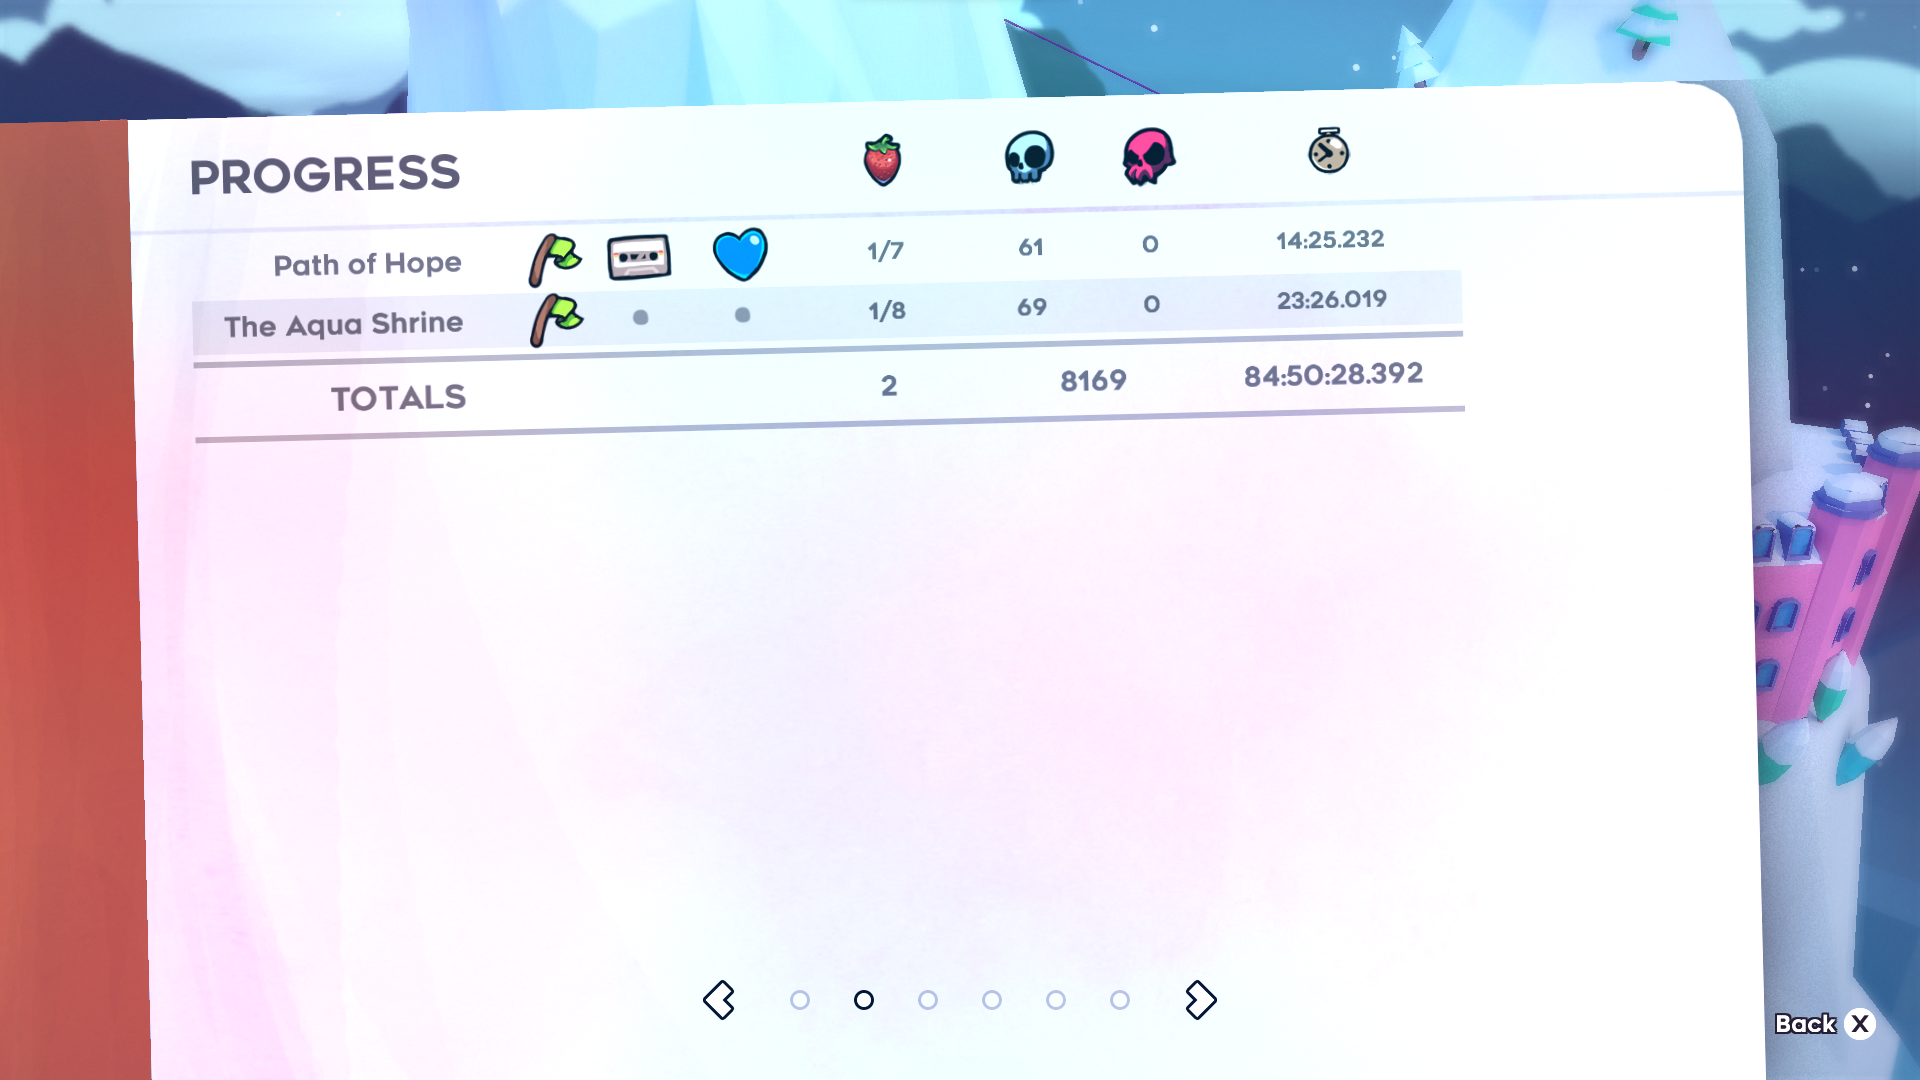 PROGRESS
Path of Hope 1/7 61 0 14:25.232
The Aqua Shrine 1/8 69 0 23:26.019
TOTALS 2 8169 84:50:28.392
Back X